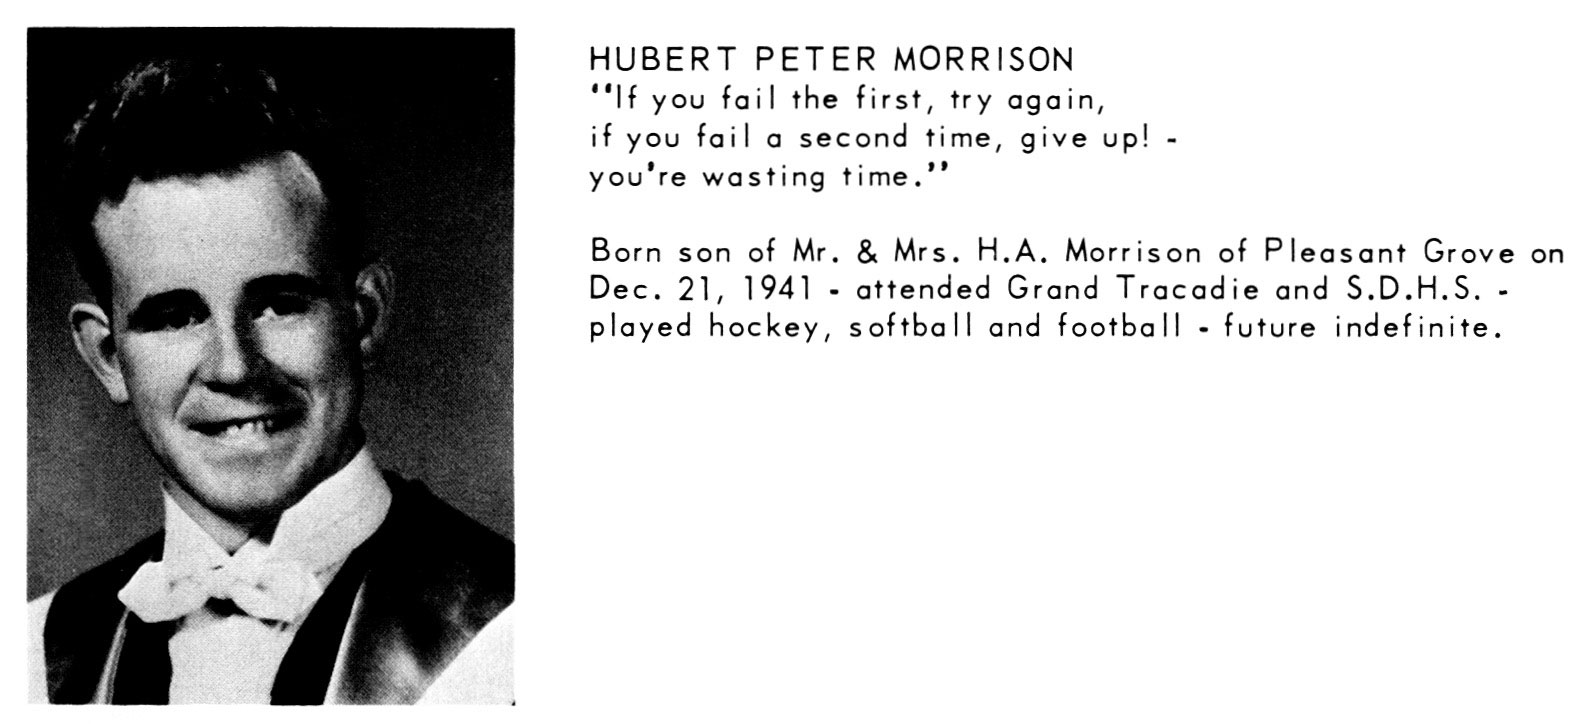 HUBERT PETER MORRISON
"If you fail the first, try again,
if you fail a second time, give up! -
you're wasting time."
Born son of Mr. & Mrs. H.A. Morrison of Pleasant Grove on
Dec. 21, 1941 - attended Grand Tracadie and S.D.H.S. -
played hockey, softball and football - future indefinite.